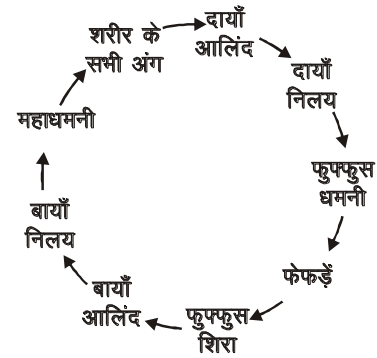 शरीर के
सभी अंग
दायाँ
आलिंद
दायाँ
निलय
फुफ्फुस
धमनी
फेफड़ें
फुफ्फुस
शिरा
बायाँ
आलिंद
बायाँ
निलय
महाधमनी